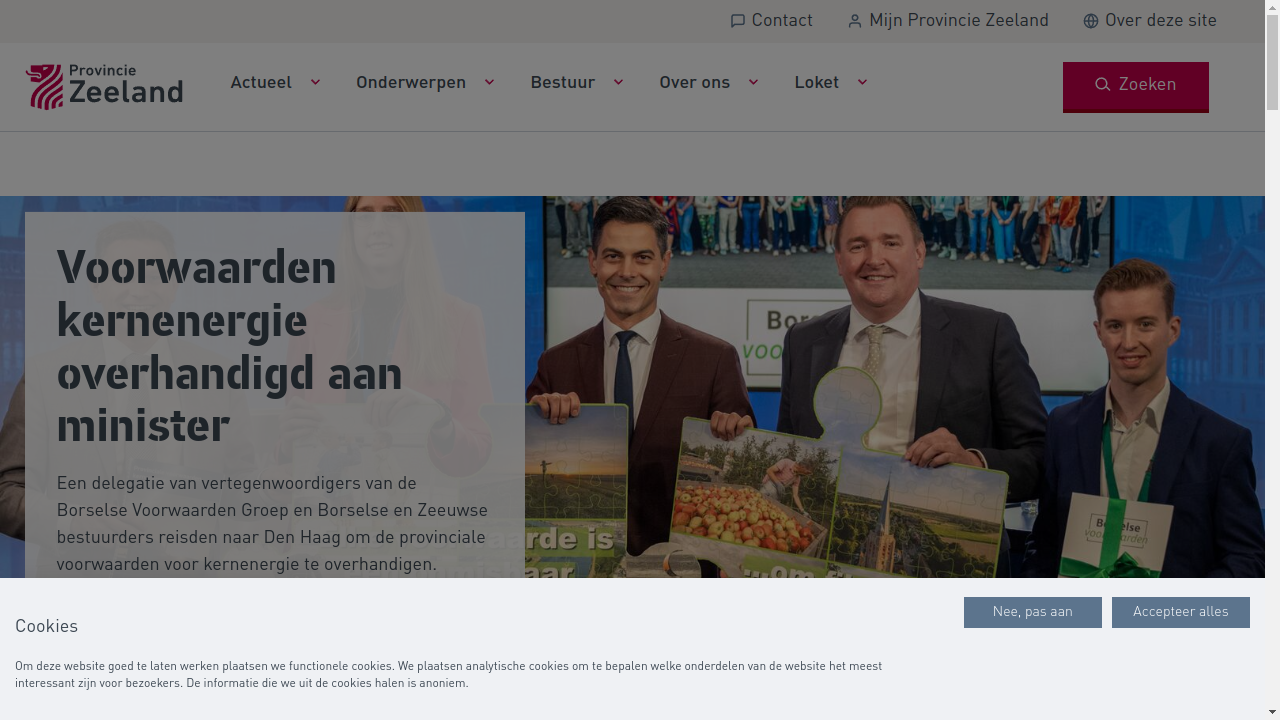 Contact
Mijn Provincie Zeeland
Over deze site
Provincie
Zeeland
Actueel
Onderwerpen
Bestuur
Over ons
Loket
Zoeken
Voorwaarden
kernenergie
overhandigd aan
minister
Een delegatie van vertegenwoordigers van de
Borselse Voorwaarden Groep en Borselse en Zeeuwse
bestuurders reisden naar Den Haag om de provinciale
voorwaarden voor kernenergie te overhandigen.
Borselse
voorwaarden
Cookies
Om deze website goed te laten werken plaatsen we functionele cookies. We plaatsen analytische cookies om te bepalen welke onderdelen van de website het meest
interessant zijn voor bezoekers. De informatie die we uit de cookies halen is anoniem.
Nee, pas aan
Accepteer alles